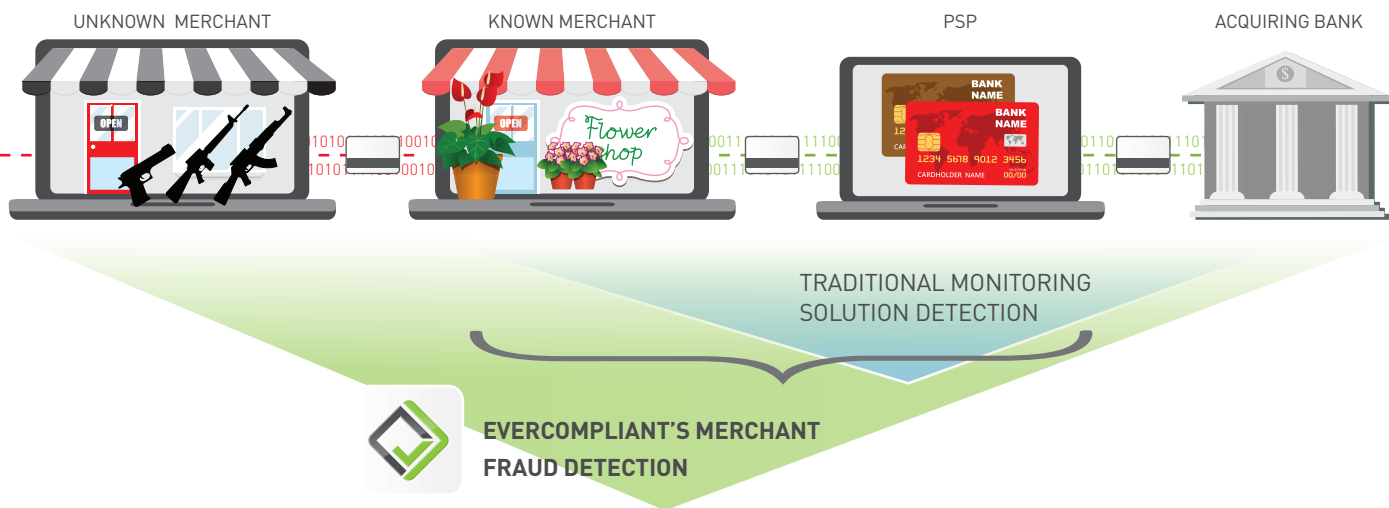 UNKNOWN MERCHANT
KNOWN MERCHANT
PSP
ACQUIRING BANK
OPEN
OPEN
Flower
hop
BANK
NAME
BANK
NAME
1234 5678 9012 3456
CARDHOLDER NAME
00/00
$
TRADITIONAL MONITORING
SOLUTION DETECTION
EVERCOMPLIANT'S MERCHANT
FRAUD DETECTION